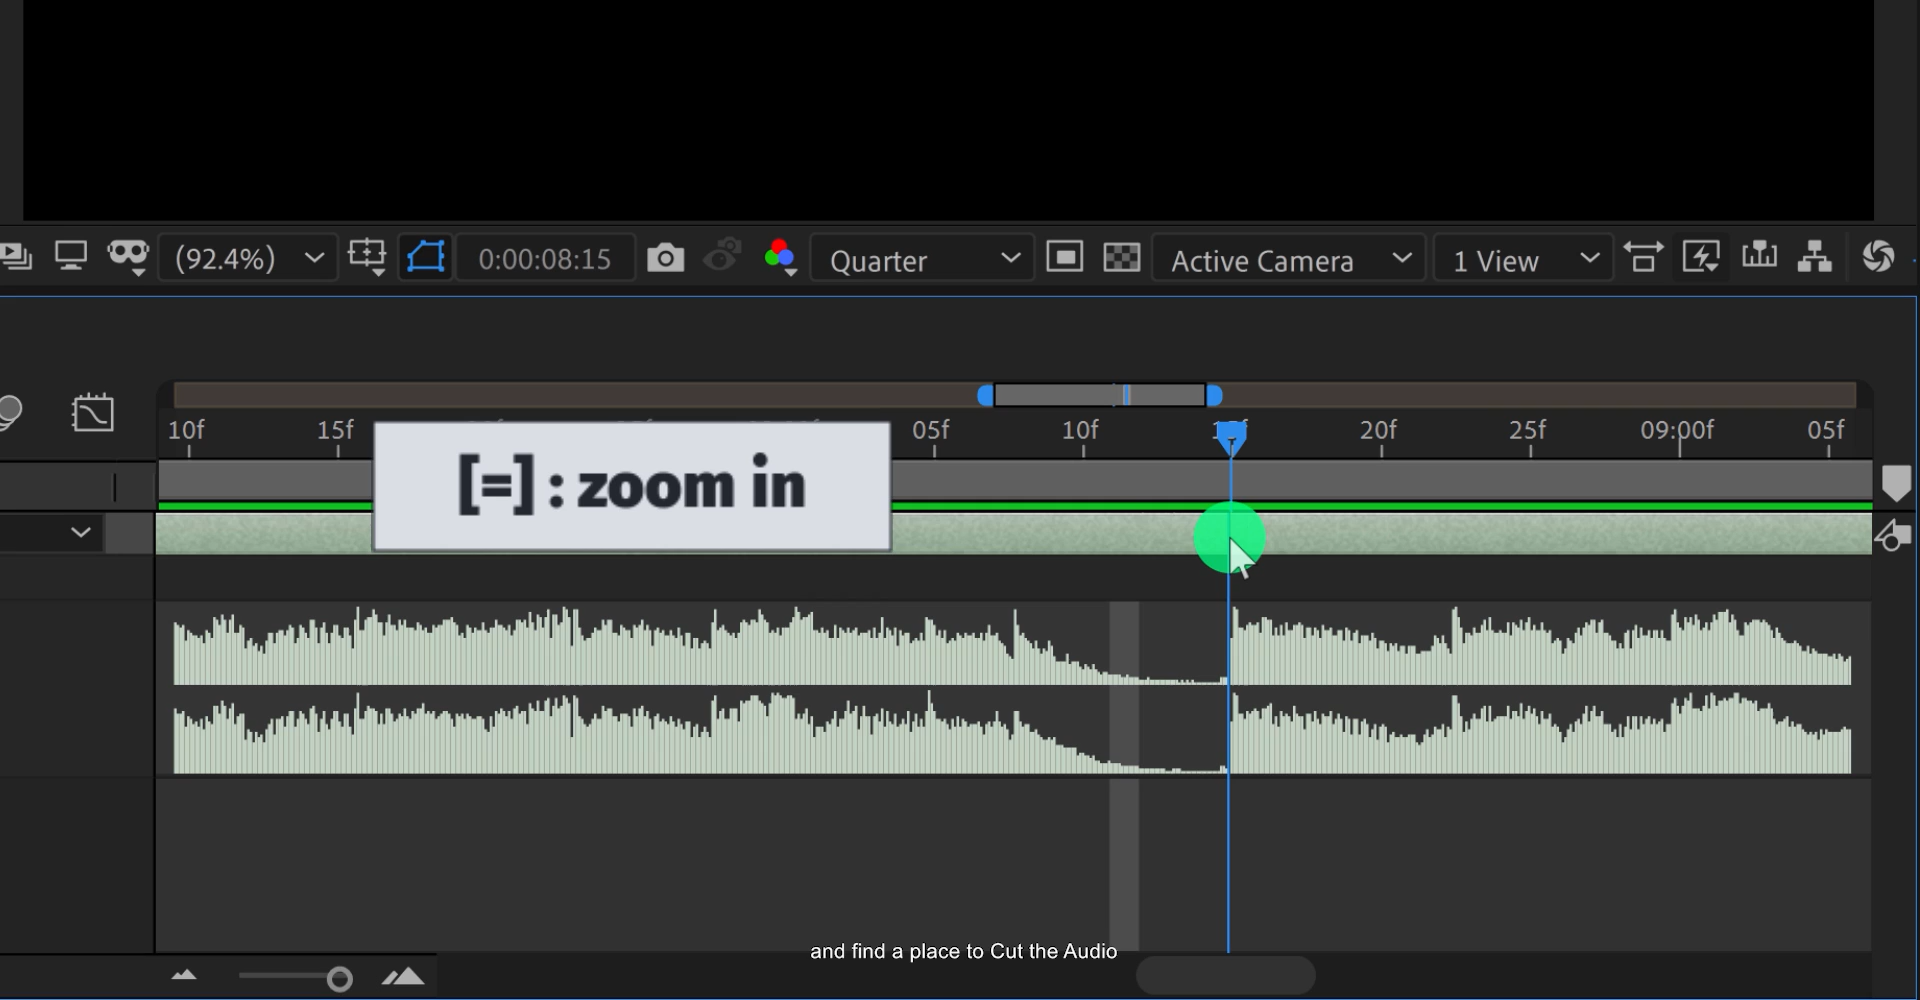 (92.4%) 0:00:08:15 Quarter Active Camera 1 View
10f 15f 05f 10f 20f 25f 09:00f 05f
[=] : zoom in
and find a place to Cut the Audio